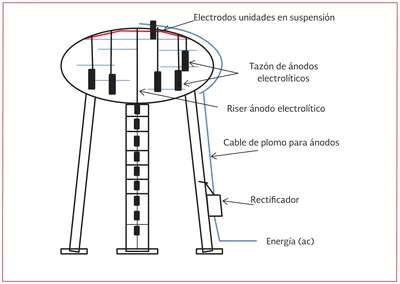 Electrodos unidades en suspensión
Tazón de ánodos
electrolíticos
Riser ánodo electrolítico
Cable de plomo para ánodos
Rectificador
Energía (ac)